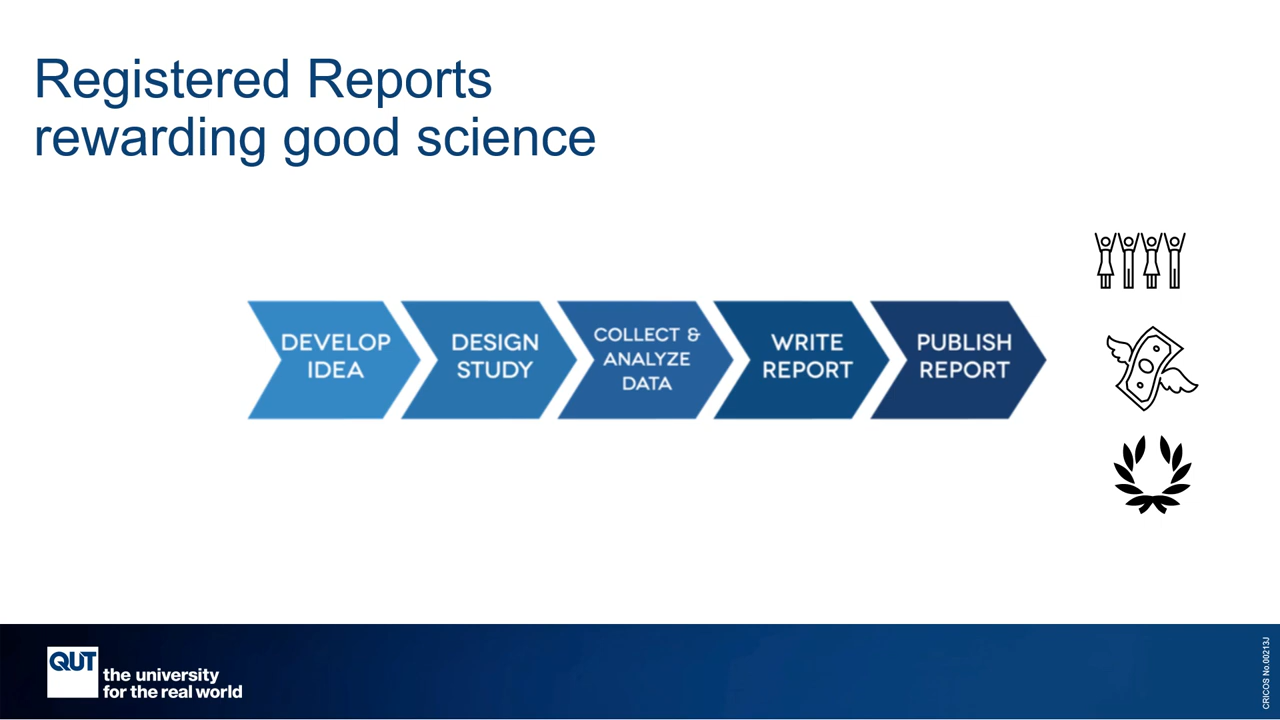 Registered Reports
rewarding good science
DEVELOP
IDEA
DESIGN
STUDY
COLLECT &
ANALYZE
DATA
WRITE
REPORT
PUBLISH
REPORT
QUT
the university
for the real world
CRICOS No.00213J